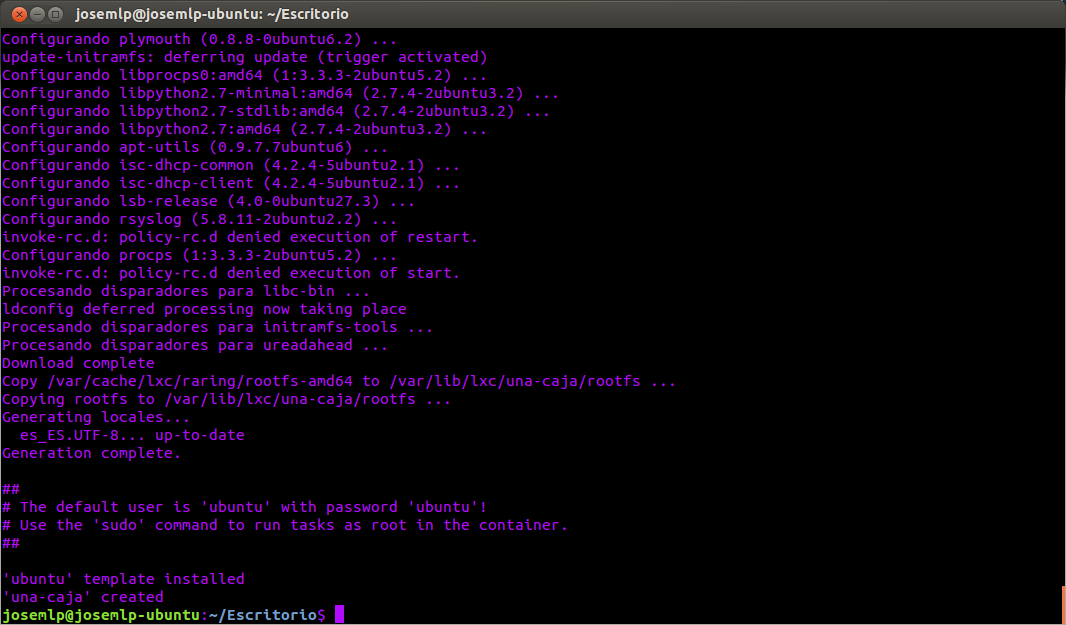 josemlp@josemlp-ubuntu: ~/Escritorio
Configurando plymouth (0.8.8-0ubuntu6.2) ...
update-initramfs: deferring update (trigger activated)
Configurando libprocps0:amd64 (1:3.3.3-2ubuntu5.2) ...
Configurando libpython2.7-minimal:amd64 (2.7.4-2ubuntu3.2) ...
Configurando libpython2.7-stdlib:amd64 (2.7.4-2ubuntu3.2) ...
Configurando libpython2.7:amd64 (2.7.4-2ubuntu3.2) ...
Configurando apt-utils (0.9.7.7ubuntu6) ...
Configurando isc-dhcp-common (4.2.4-5ubuntu2.1) ...
Configurando isc-dhcp-client (4.2.4-5ubuntu2.1) ...
Configurando lsb-release (4.0-0ubuntu27.3) ...
Configurando rsyslog (5.8.11-2ubuntu2.2) ...
invoke-rc.d: policy-rc.d denied execution of restart.
Configurando procps (1:3.3.3-2ubuntu5.2) ...
invoke-rc.d: policy-rc.d denied execution of start.
Procesando disparadores para libc-bin ...
ldconfig deferred processing now taking place
Procesando disparadores para initramfs-tools ...
Procesando disparadores para ureadahead ...
Download complete
Copy /var/cache/lxc/raring/rootfs-amd64 to /var/lib/lxc/una-caja/rootfs ...
Copying rootfs to /var/lib/lxc/una-caja/rootfs ...
Generating locales...
  es_ES.UTF-8... up-to-date
Generation complete.

##
# The default user is 'ubuntu' with password 'ubuntu'!
# Use the 'sudo' command to run tasks as root in the container.
##

'ubuntu' template installed
'una-caja' created
josemlp@josemlp-ubuntu:~/Escritorio$